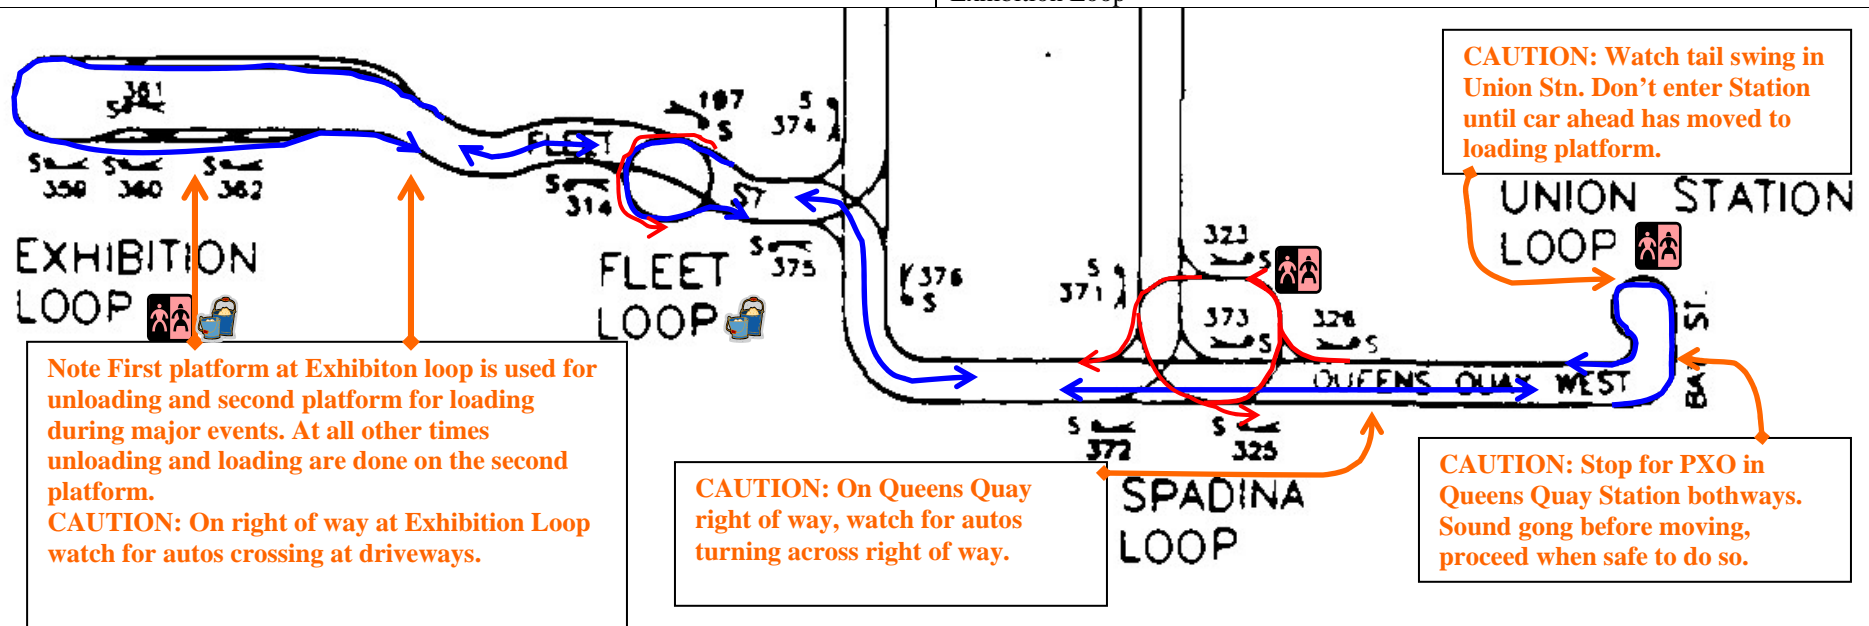 Exhibition Loop
CAUTION: Watch tail swing in
Union Stn. Don't enter Station
until car ahead has moved to
loading platform.
361
S
S S S
359 360 362
FLEET
ST
187
S
S
374
S
314
S
375
376
S
S
371
323
S
373
S
326
S
S
372
S
325
QUEENS QUAY WEST
BAY ST.
UNION STATION
LOOP
EXHIBITION
LOOP
FLEET
LOOP
SPADINA
LOOP
Note First platform at Exhibiton loop is used for
unloading and second platform for loading
during major events. At all other times
unloading and loading are done on the second
platform.
CAUTION: On right of way at Exhibition Loop
watch for autos crossing at driveways.
CAUTION: On Queens Quay
right of way, watch for autos
turning across right of way.
CAUTION: Stop for PXO in
Queens Quay Station bothways.
Sound gong before moving,
proceed when safe to do so.